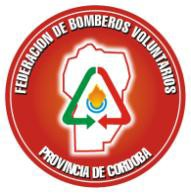 FEDERACION DE BOMBEROS VOLUNTARIOS
PROVINCIA DE CORDOBA